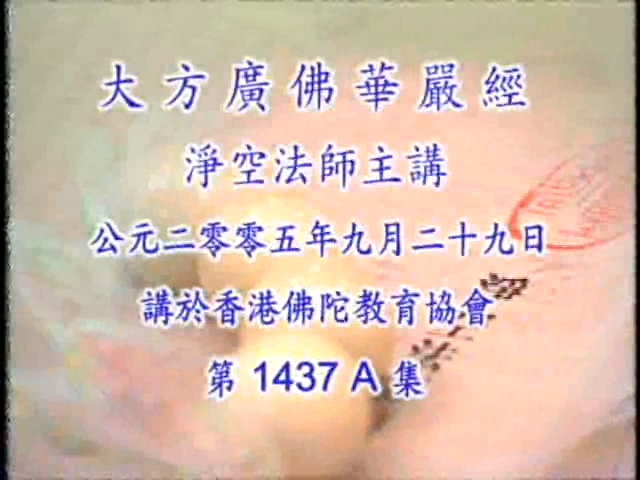 大方廣佛華嚴經
淨空法師主講
公元二零零五年九月二十九日
講於香港佛陀教育協會
第 1437 A 集